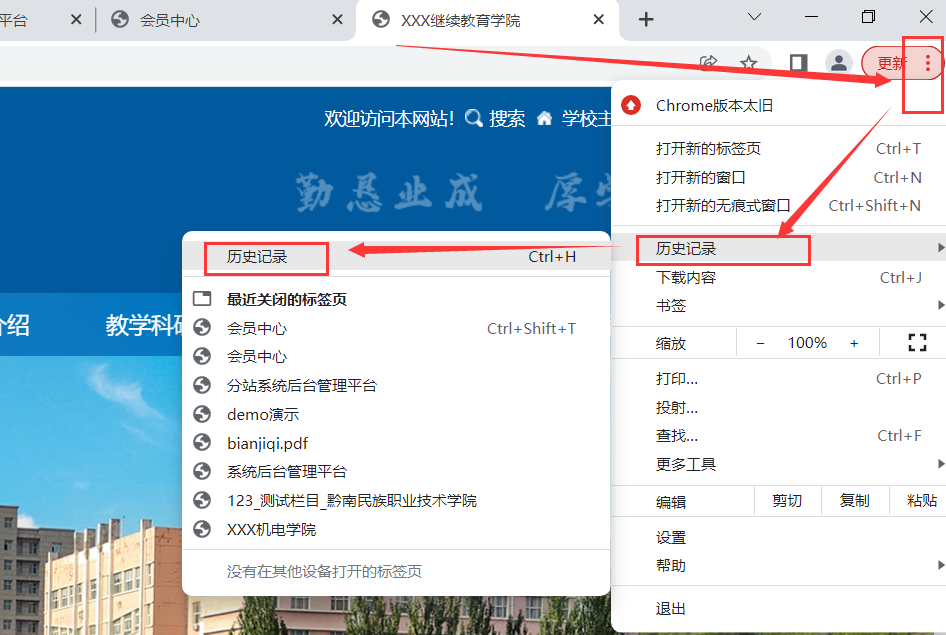 平台
会员中心
XXX继续教育学院
更新
欢迎访问本网站!
搜索
学校主
勤恳业成 厚学
介绍
教学科研
Chrome版本太旧
打开新的标签页 Ctrl+T
打开新的窗口 Ctrl+N
打开新的无痕式窗口 Ctrl+Shift+N
历史记录
下载内容 Ctrl+J
书签
缩放 − 100% +
打印... Ctrl+P
投射...
查找... Ctrl+F
更多工具
编辑 剪切 复制 粘贴
设置
帮助
退出
历史记录 Ctrl+H
最近关闭的标签页
会员中心 Ctrl+Shift+T
会员中心
分站系统后台管理平台
demo演示
bianjiqi.pdf
系统后台管理平台
123_测试栏目_黔南民族职业技术学院
XXX机电学院
没有在其他设备打开的标签页